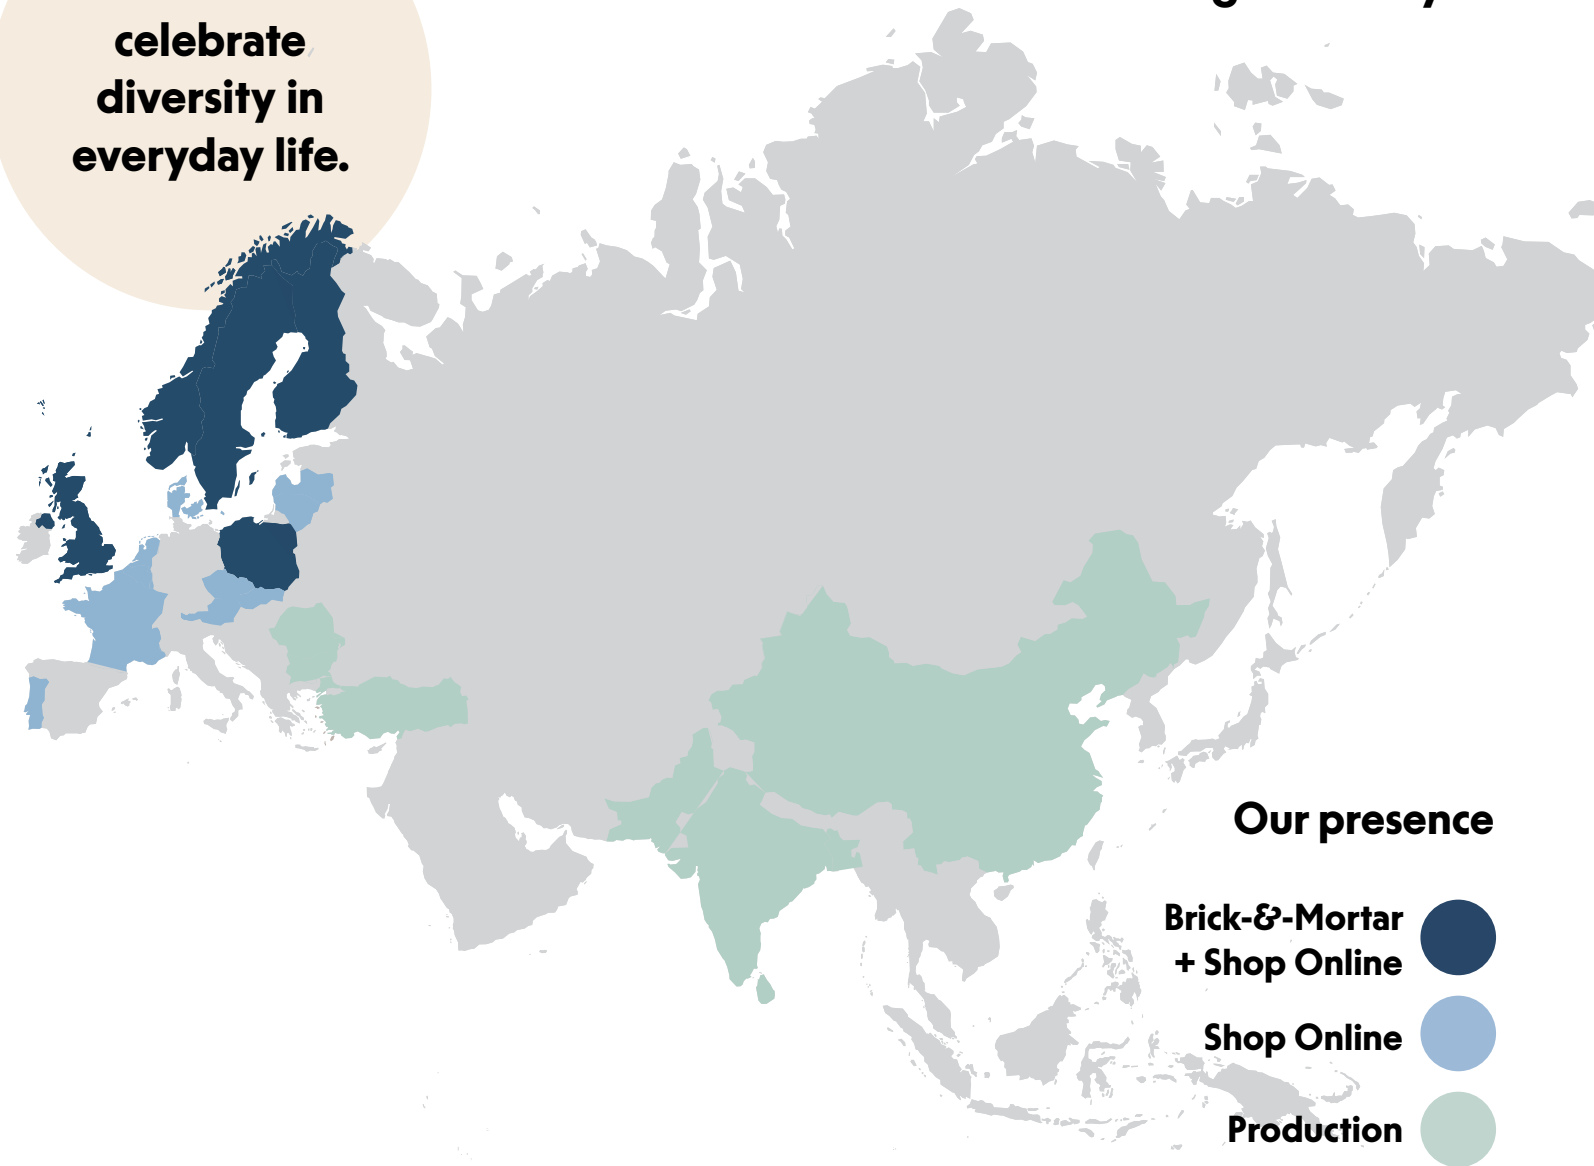 celebrate
diversity in
everyday life.
Our presence
Brick-&-Mortar
+ Shop Online
Shop Online
Production